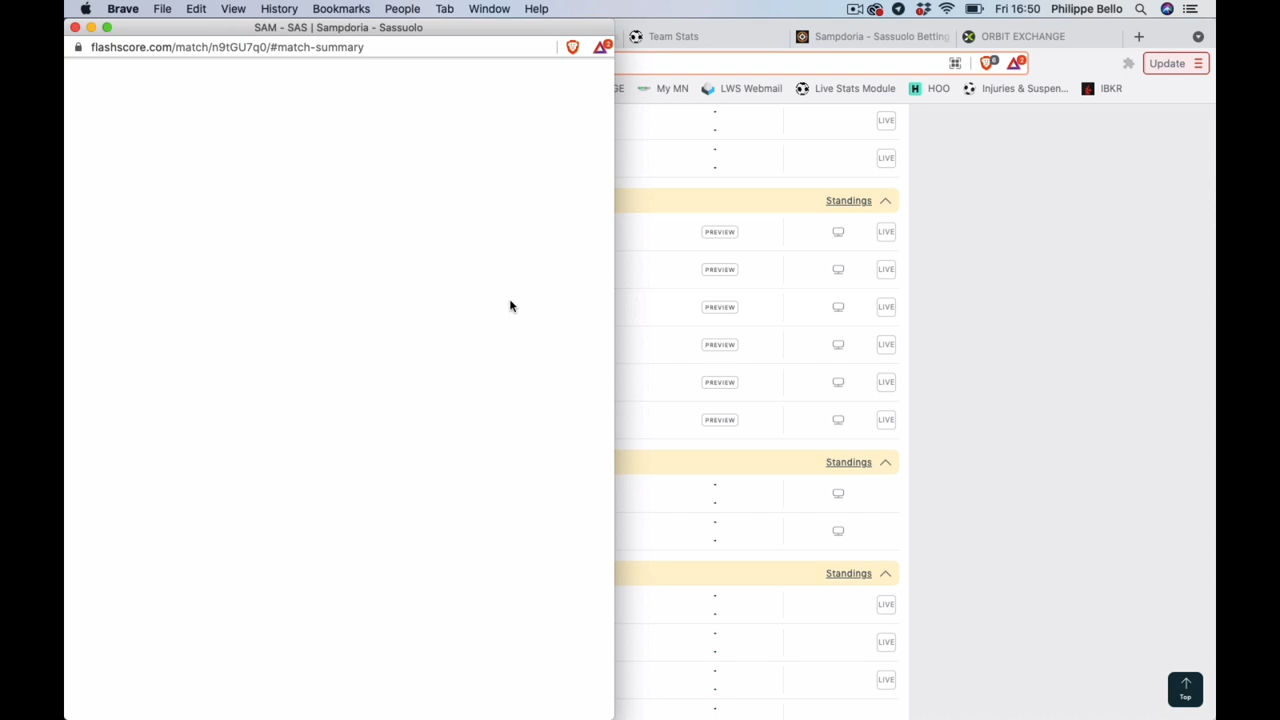 Brave File Edit View History Bookmarks People Tab Window Help Fri 16:50 Philippe Bello
SAM - SAS | Sampdoria - Sassuolo
flashscore.com/match/n9tGU7q0/#match-summary 2
Team Stats Sampdoria - Sassuolo Betting ORBIT EXCHANGE
6 2 Update
GE My MN LWS Webmail Live Stats Module H HOO Injuries & Suspen... IBKR
- LIVE
-
- LIVE
-
Standings
PREVIEW LIVE
PREVIEW LIVE
PREVIEW LIVE
PREVIEW LIVE
PREVIEW LIVE
PREVIEW LIVE
Standings
-
-
-
-
Standings
- LIVE
-
- LIVE
-
- LIVE
-
-
Top